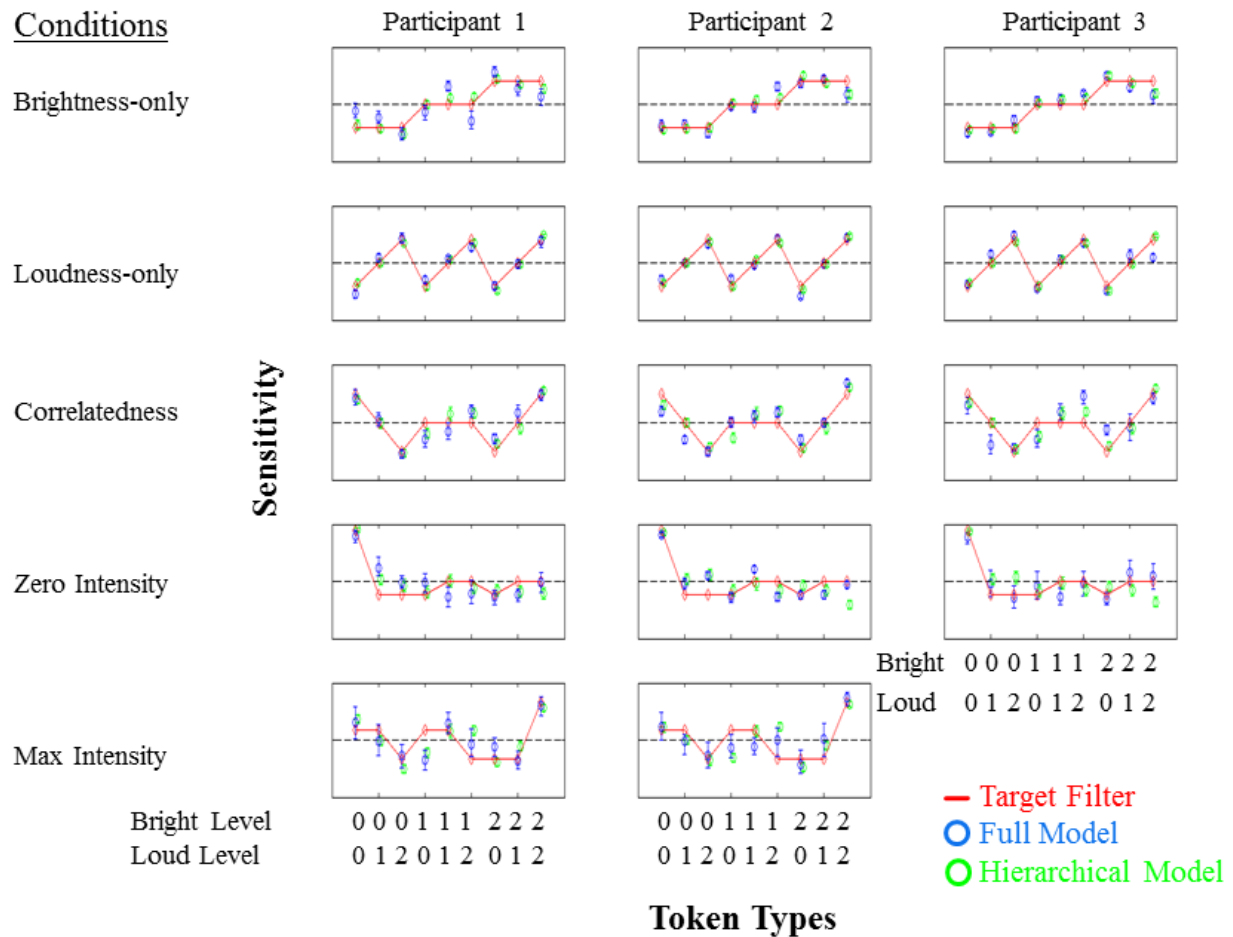 Conditions
Participant 1
Participant 2
Participant 3
Brightness-only
Loudness-only
Correlatedness
Sensitivity
Zero Intensity
Bright 0 0 0 1 1 1 2 2 2
Loud 0 1 2 0 1 2 0 1 2
Max Intensity
Bright Level 0 0 0 1 1 1 2 2 2
0 0 0 1 1 1 2 2 2
Loud Level 0 1 2 0 1 2 0 1 2
0 1 2 0 1 2 0 1 2
Target Filter
Full Model
Hierarchical Model
Token Types